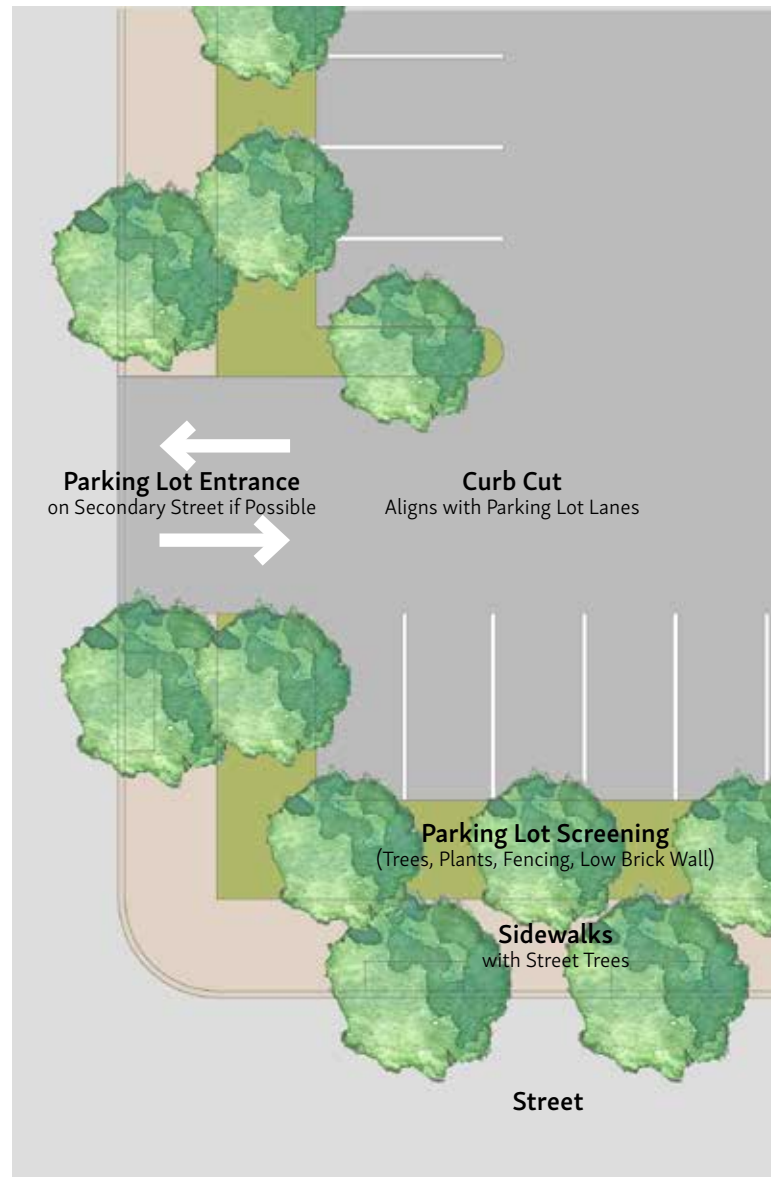 Parking Lot Entrance
on Secondary Street if Possible
Curb Cut
Aligns with Parking Lot Lanes
Parking Lot Screening
(Trees, Plants, Fencing, Low Brick Wall)
Sidewalks
with Street Trees
Street